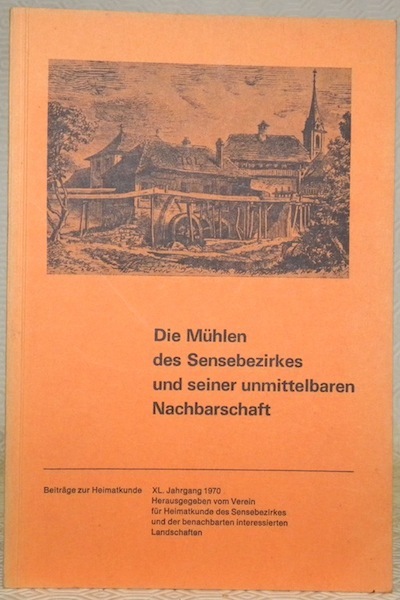 Die Mühlen
des Sensebezirkes
und seiner unmittelbaren
Nachbarschaft
Beiträge zur Heimatkunde
XL. Jahrgang 1970
Herausgegeben vom Verein
für Heimatkunde des Sensebezirkes
und der benachbarten interessierten
Landschaften